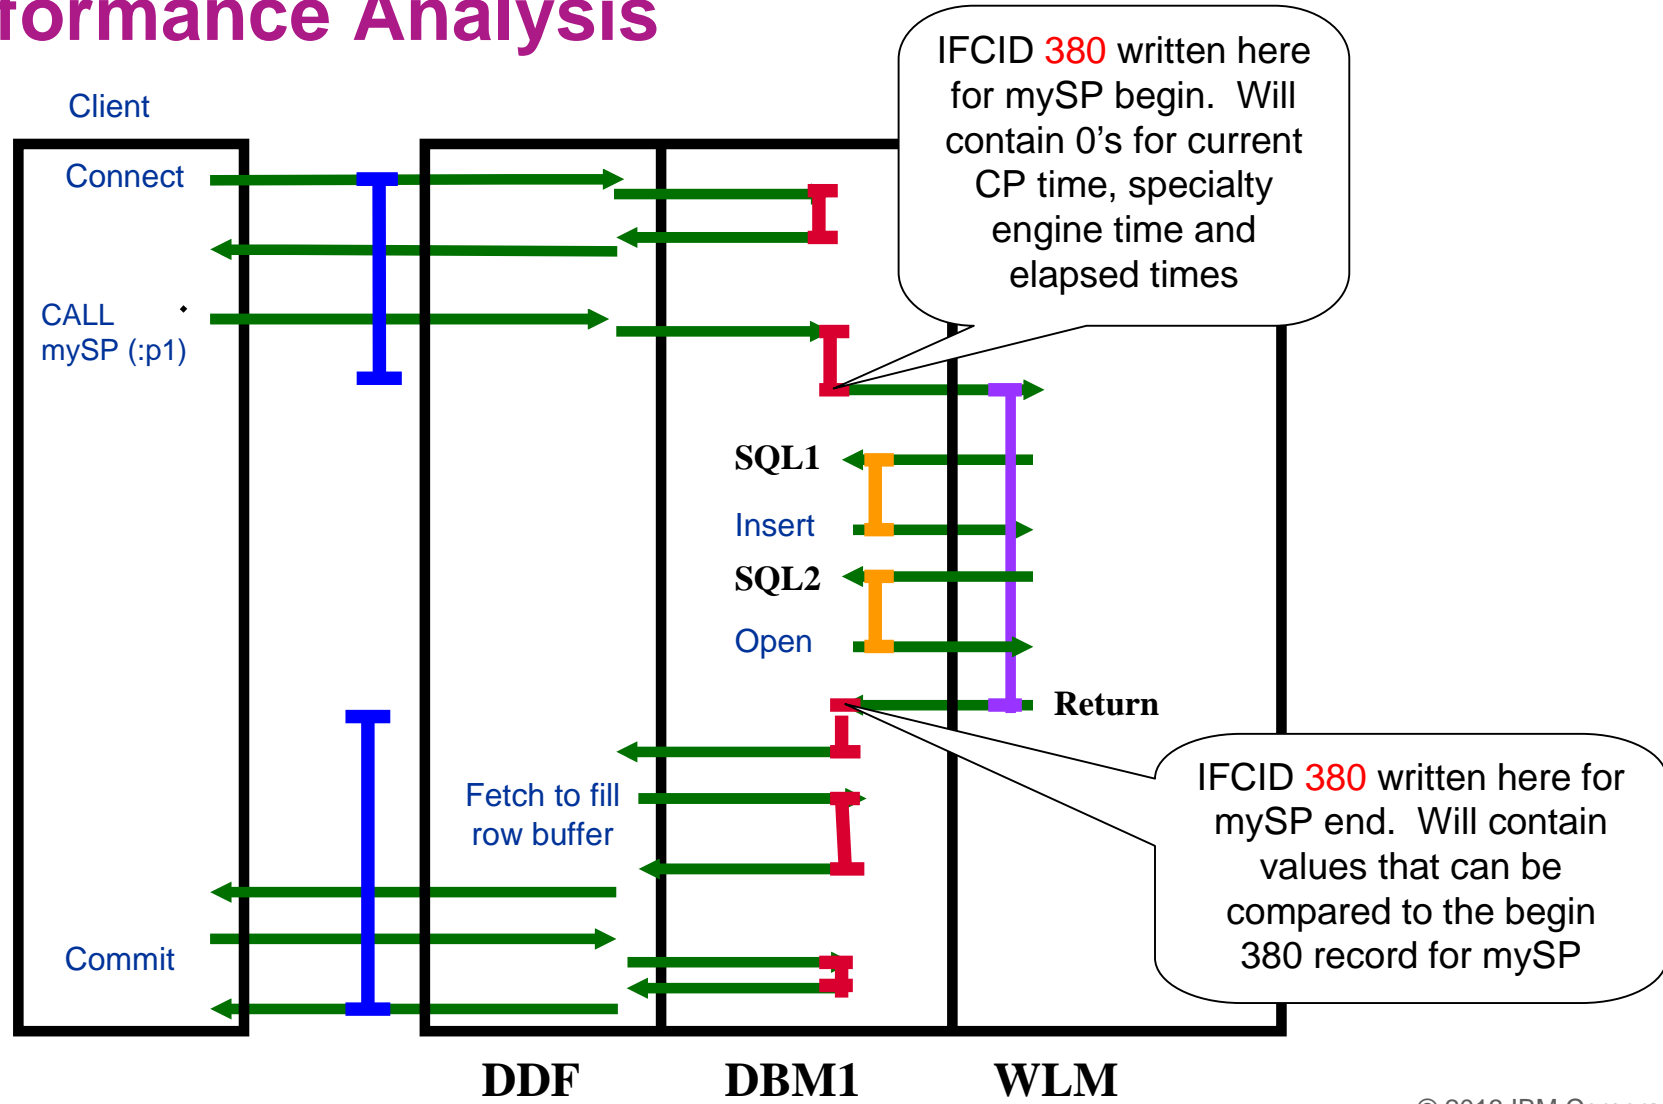 formance Analysis
IFCID 380 written here
for mySP begin. Will
contain 0's for current
CP time, specialty
engine time and
elapsed times
Client
Connect
CALL
mySP (:p1)
SQL1
Insert
SQL2
Open
Return
Fetch to fill
row buffer
IFCID 380 written here for
mySP end. Will contain
values that can be
compared to the begin
380 record for mySP
Commit
DDF
DBM1
WLM